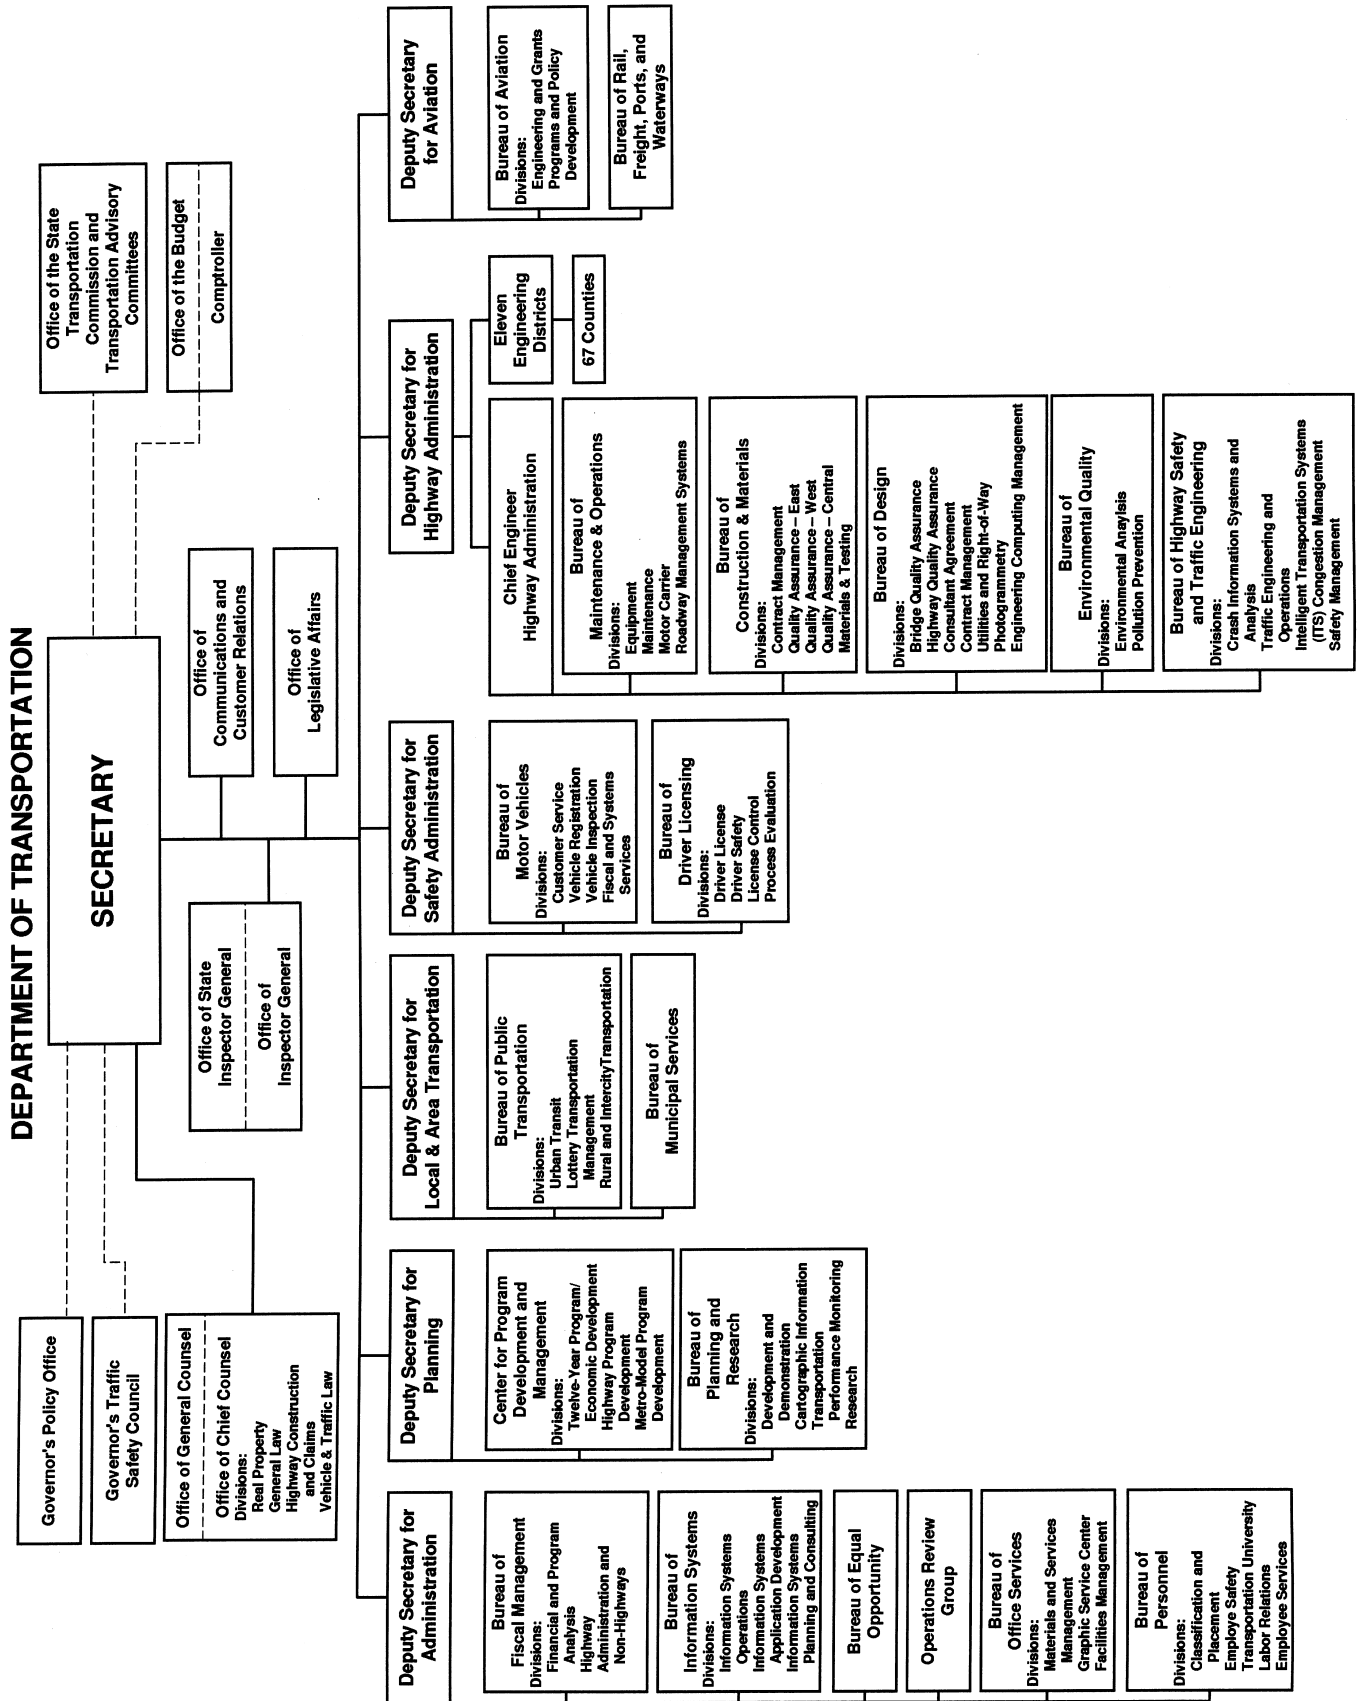 DEPARTMENT OF TRANSPORTATION
SECRETARY
Governor's Policy Office
Governor's Traffic
Safety Council
Office of General Counsel
Office of Chief Counsel
Divisions:
Real Property
General Law
Highway Construction
and Claims
Vehicle & Traffic Law
Office of State
Inspector General
Office of
Inspector General
Office of
Communications and
Customer Relations
Office of
Legislative Affairs
Office of the State
Transportation
Commission and
Transportation Advisory
Committees
Office of the Budget
Comptroller
Deputy Secretary for
Administration
Bureau of
Fiscal Management
Divisions:
Financial and Program
Analysis
Highway
Administration and
Non-Highways
Bureau of
Information Systems
Divisions:
Information Systems
Operations
Information Systems
Application Development
Information Systems
Planning and Consulting
Bureau of Equal
Opportunity
Operations Review
Group
Bureau of
Office Services
Divisions:
Materials and Services
Management
Graphic Service Center
Facilities Management
Bureau of
Personnel
Divisions:
Classification and
Placement
Employe Safety
Transportation University
Labor Relations
Employee Services
Deputy Secretary for
Planning
Center for Program
Development and
Management
Divisions:
Twelve-Year Program/
Economic Development
Highway Program
Development
Metro-Model Program
Development
Bureau of
Planning and
Research
Divisions:
Development and
Demonstration
Cartographic Information
Transportation
Performance Monitoring
Research
Deputy Secretary for
Local & Area Transportation
Bureau of Public
Transportation
Divisions:
Urban Transit
Lottery Transportation
Management
Rural and IntercityTransportation
Bureau of
Municipal Services
Deputy Secretary for
Safety Administration
Bureau of
Motor Vehicles
Divisions:
Customer Service
Vehicle Registration
Vehicle Inspection
Fiscal and Systems
Services
Bureau of
Driver Licensing
Divisions:
Driver License
Driver Safety
License Control
Process Evaluation
Deputy Secretary for
Highway Administration
Chief Engineer
Highway Administration
Bureau of
Maintenance & Operations
Divisions:
Equipment
Maintenance
Motor Carrier
Roadway Management Systems
Bureau of
Construction & Materials
Divisions:
Contract Management
Quality Assurance – East
Quality Assurance – West
Quality Assurance – Central
Materials & Testing
Bureau of Design
Divisions:
Bridge Quality Assurance
Highway Quality Assurance
Consultant Agreement
Contract Management
Utilities and Right-of-Way
Photogrammetry
Engineering Computing Management
Bureau of
Environmental Quality
Divisions:
Environmental Anaylsis
Pollution Prevention
Bureau of Highway Safety
and Traffic Engineering
Divisions:
Crash Information Systems and
Analysis
Traffic Engineering and
Operations
Intelligent Transportation Systems
(ITS) Congestion Management
Safety Management
Eleven
Engineering
Districts
67 Counties
Deputy Secretary
for Aviation
Bureau of Aviation
Divisions:
Engineering and Grants
Programs and Policy
Development
Bureau of Rail,
Freight, Ports, and
Waterways